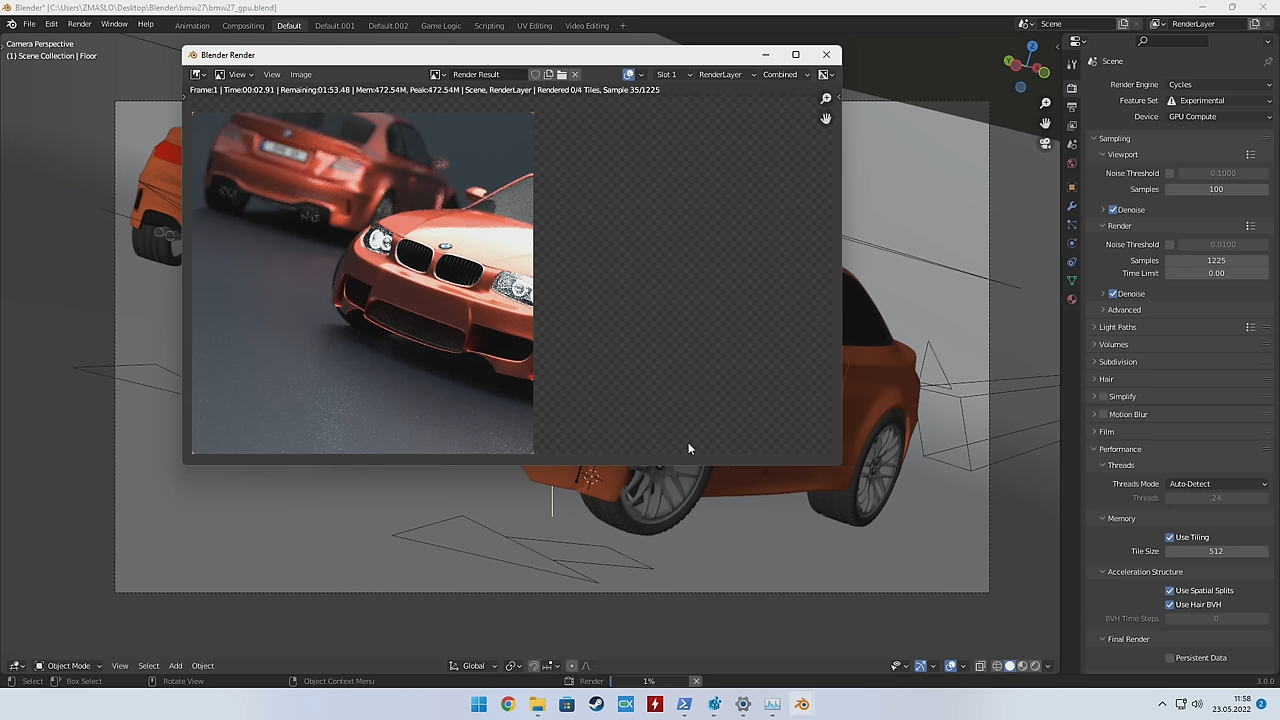 Blender* [C:\Users\ZMASLO\Desktop\Blender\bmw27\bmw27_gpu.blend]
File Edit Render Window Help Animation Compositing Default Default.001 Default.002 Game Logic Scripting UV Editing Video Editing + Scene RenderLayer
Camera Perspective
(1) Scene Collection | Floor
Blender Render
View View Image Render Result Slot 1 RenderLayer Combined
Frame:1 | Time:00:02.91 | Remaining:01:53.48 | Mem:472.54M, Peak:472.54M | Scene, RenderLayer | Rendered 0/4 Tiles, Sample 35/1225
Z
Scene
Render Engine Cycles
Feature Set Experimental
Device GPU Compute
Sampling
Viewport
Noise Threshold 0.1000
Samples 100
Denoise
Render
Noise Threshold 0.0100
Samples 1225
Time Limit 0.00
Denoise
Advanced
Light Paths
Volumes
Subdivision
Hair
Simplify
Motion Blur
Film
Performance
Threads
Threads Mode Auto-Detect
Threads 24
Memory
Use Tiling
Tile Size 512
Acceleration Structure
Use Spatial Splits
Use Hair BVH
BVH Time Steps 0
Final Render
Persistent Data
Object Mode View Select Add Object Global
Select Box Select Rotate View Object Context Menu Render 1% 3.0.0
CX
11:58
23.05.2022 2